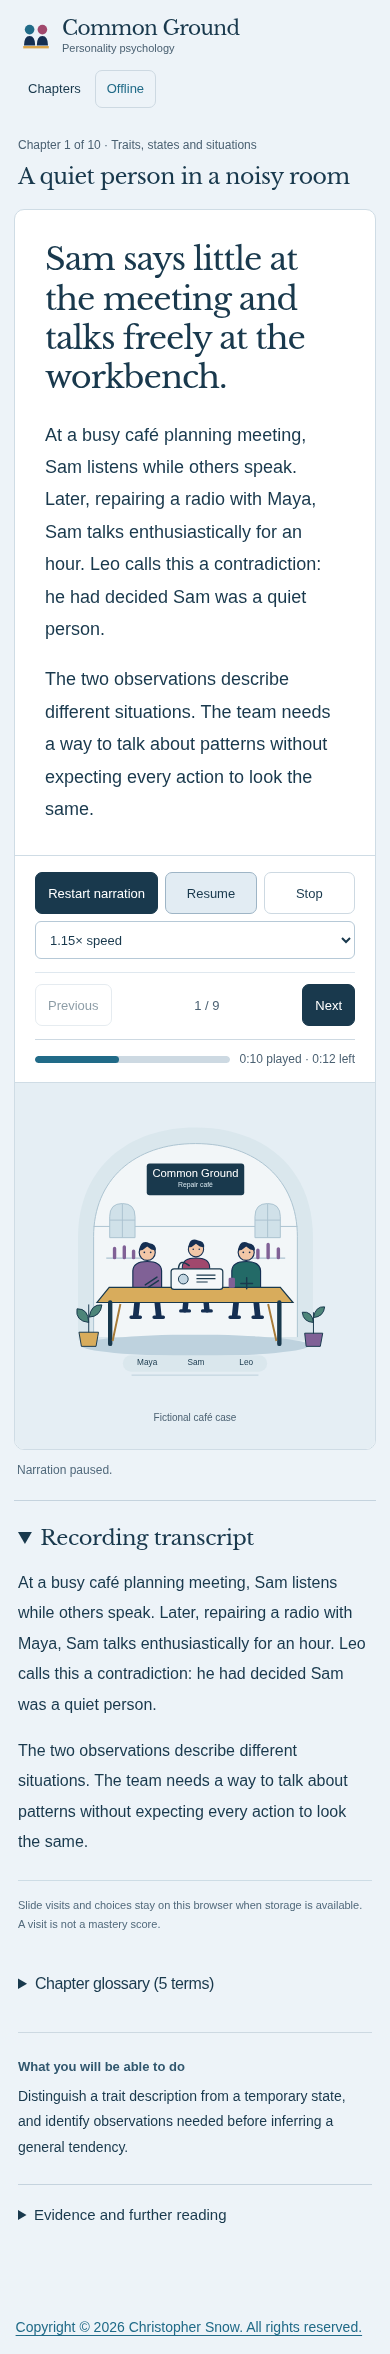 Common Ground
Personality psychology
Chapters
Offline
Chapter 1 of 10 · Traits, states and situations
A quiet person in a noisy room
Sam says little at
the meeting and
talks freely at the
workbench.
At a busy café planning meeting,
Sam listens while others speak.
Later, repairing a radio with Maya,
Sam talks enthusiastically for an
hour. Leo calls this a contradiction:
he had decided Sam was a quiet
person.
The two observations describe
different situations. The team needs
a way to talk about patterns without
expecting every action to look the
same.
Restart narration
Resume
Stop
1.15× speed
Previous
1 / 9
Next
0:10 played · 0:12 left
Common Ground
Repair café
Maya
Sam
Leo
Fictional café case
Narration paused.
Recording transcript
At a busy café planning meeting, Sam listens
while others speak. Later, repairing a radio with
Maya, Sam talks enthusiastically for an hour. Leo
calls this a contradiction: he had decided Sam
was a quiet person.
The two observations describe different
situations. The team needs a way to talk about
patterns without expecting every action to look
the same.
Slide visits and choices stay on this browser when storage is available.
A visit is not a mastery score.
Chapter glossary (5 terms)
What you will be able to do
Distinguish a trait description from a temporary state,
and identify observations needed before inferring a
general tendency.
Evidence and further reading
Copyright © 2026 Christopher Snow. All rights reserved.